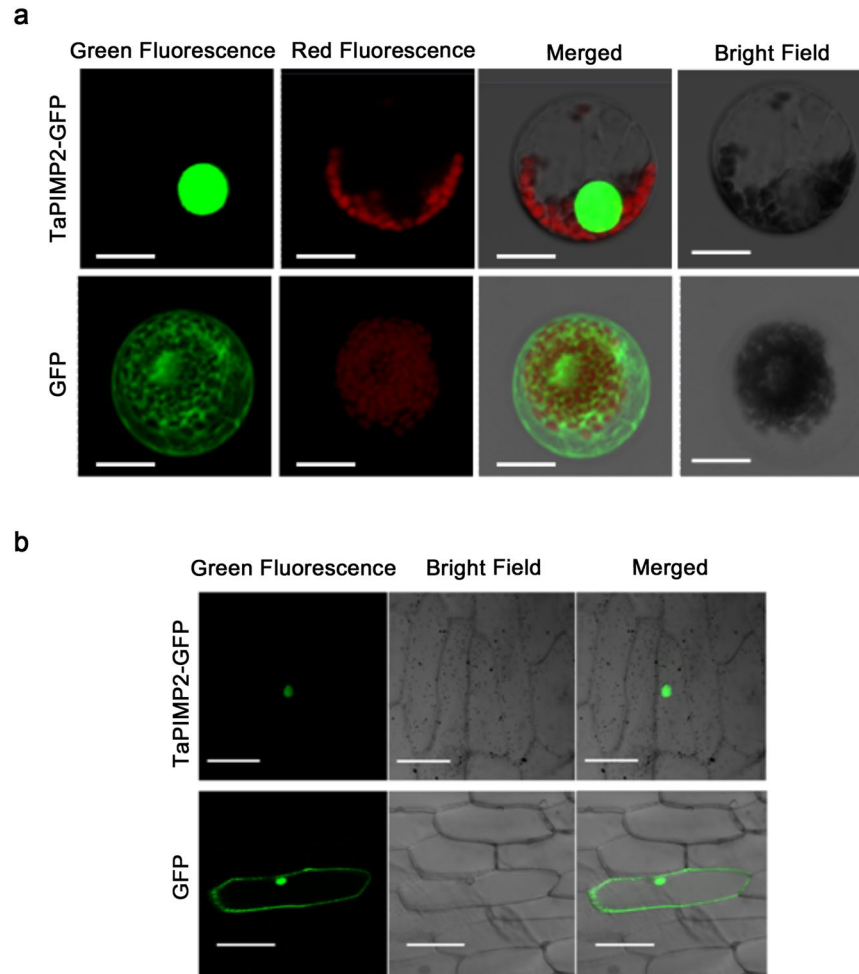 a
Green Fluorescence Red Fluorescence Merged Bright Field
TaPIMP2-GFP
GFP
b
Green Fluorescence Bright Field Merged
TaPIMP2-GFP
GFP